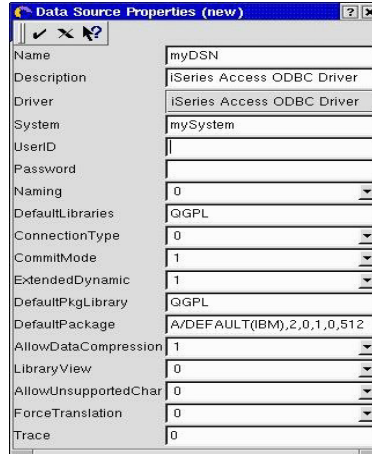 Data Source Properties (new)
Name myDSN
Description iSeries Access ODBC Driver
Driver iSeries Access ODBC Driver
System mySystem
UserID
Password
Naming 0
DefaultLibraries QGPL
ConnectionType 0
CommitMode 1
ExtendedDynamic 1
DefaultPkgLibrary QGPL
DefaultPackage A/DEFAULT(IBM),2,0,1,0,512
AllowDataCompression 1
LibraryView 0
AllowUnsupportedChar 0
ForceTranslation 0
Trace 0